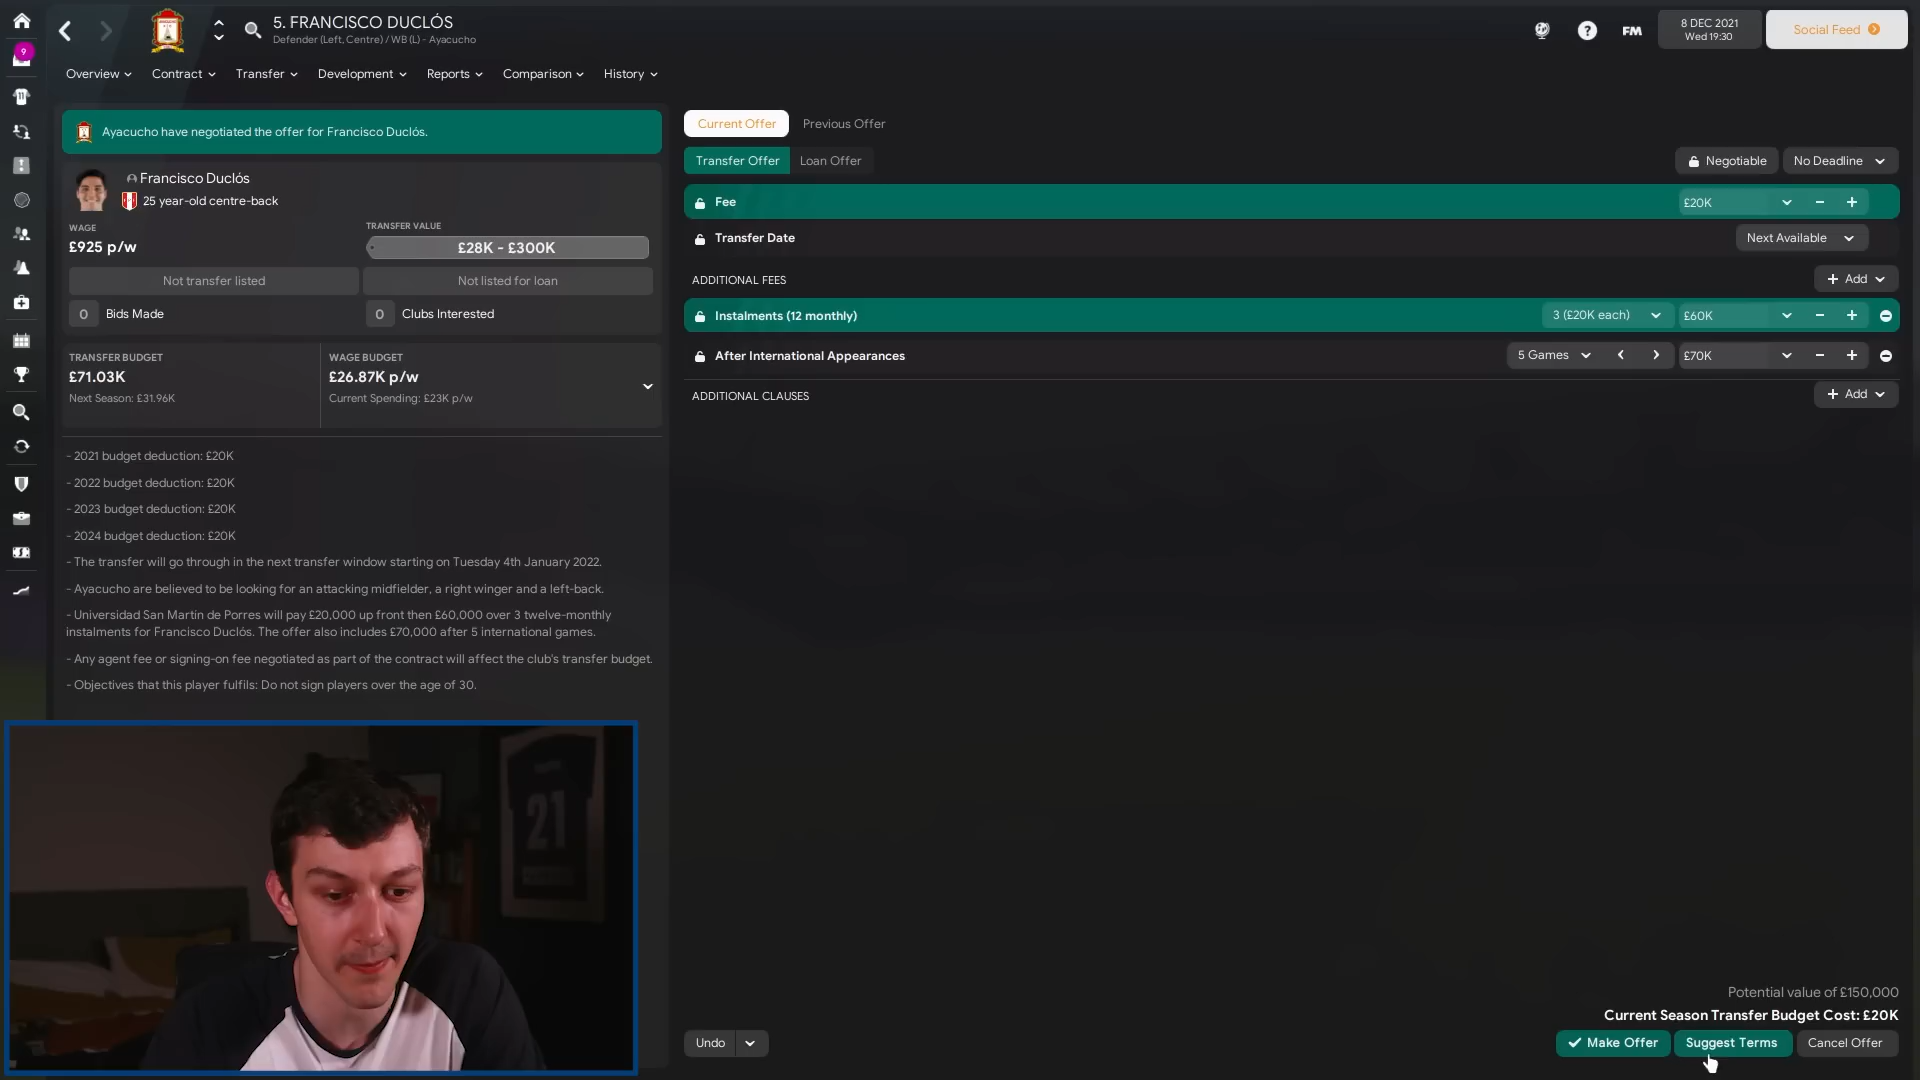 5. FRANCISCO DUCLÓS
Defender (Left, Centre) / WB (L) - Ayacucho
9
11
FM
8 DEC 2021
Wed 19:30
Social Feed
Overview
Contract
Transfer
Development
Reports
Comparison
History
Ayacucho have negotiated the offer for Francisco Duclós.
Francisco Duclós
25 year-old centre-back
WAGE
£925 p/w
TRANSFER VALUE
£28K - £300K
Not transfer listed
Not listed for loan
0 Bids Made
0 Clubs Interested
TRANSFER BUDGET
£71.03K
Next Season: £31.96K
WAGE BUDGET
£26.87K p/w
Current Spending: £23K p/w
- 2021 budget deduction: £20K
- 2022 budget deduction: £20K
- 2023 budget deduction: £20K
- 2024 budget deduction: £20K
- The transfer will go through in the next transfer window starting on Tuesday 4th January 2022.
- Ayacucho are believed to be looking for an attacking midfielder, a right winger and a left-back.
- Universidad San Martín de Porres will pay £20,000 up front then £60,000 over 3 twelve-monthly
instalments for Francisco Duclós. The offer also includes £70,000 after 5 international games.
- Any agent fee or signing-on fee negotiated as part of the contract will affect the club's transfer budget.
- Objectives that this player fulfils: Do not sign players over the age of 30.
21
Current Offer
Previous Offer
Transfer Offer
Loan Offer
Negotiable
No Deadline
Fee
£20K
Transfer Date
Next Available
ADDITIONAL FEES
+ Add
Instalments (12 monthly)
3 (£20K each)
£60K
After International Appearances
5 Games
£70K
ADDITIONAL CLAUSES
+ Add
Potential value of £150,000
Current Season Transfer Budget Cost: £20K
Undo
Make Offer
Suggest Terms
Cancel Offer